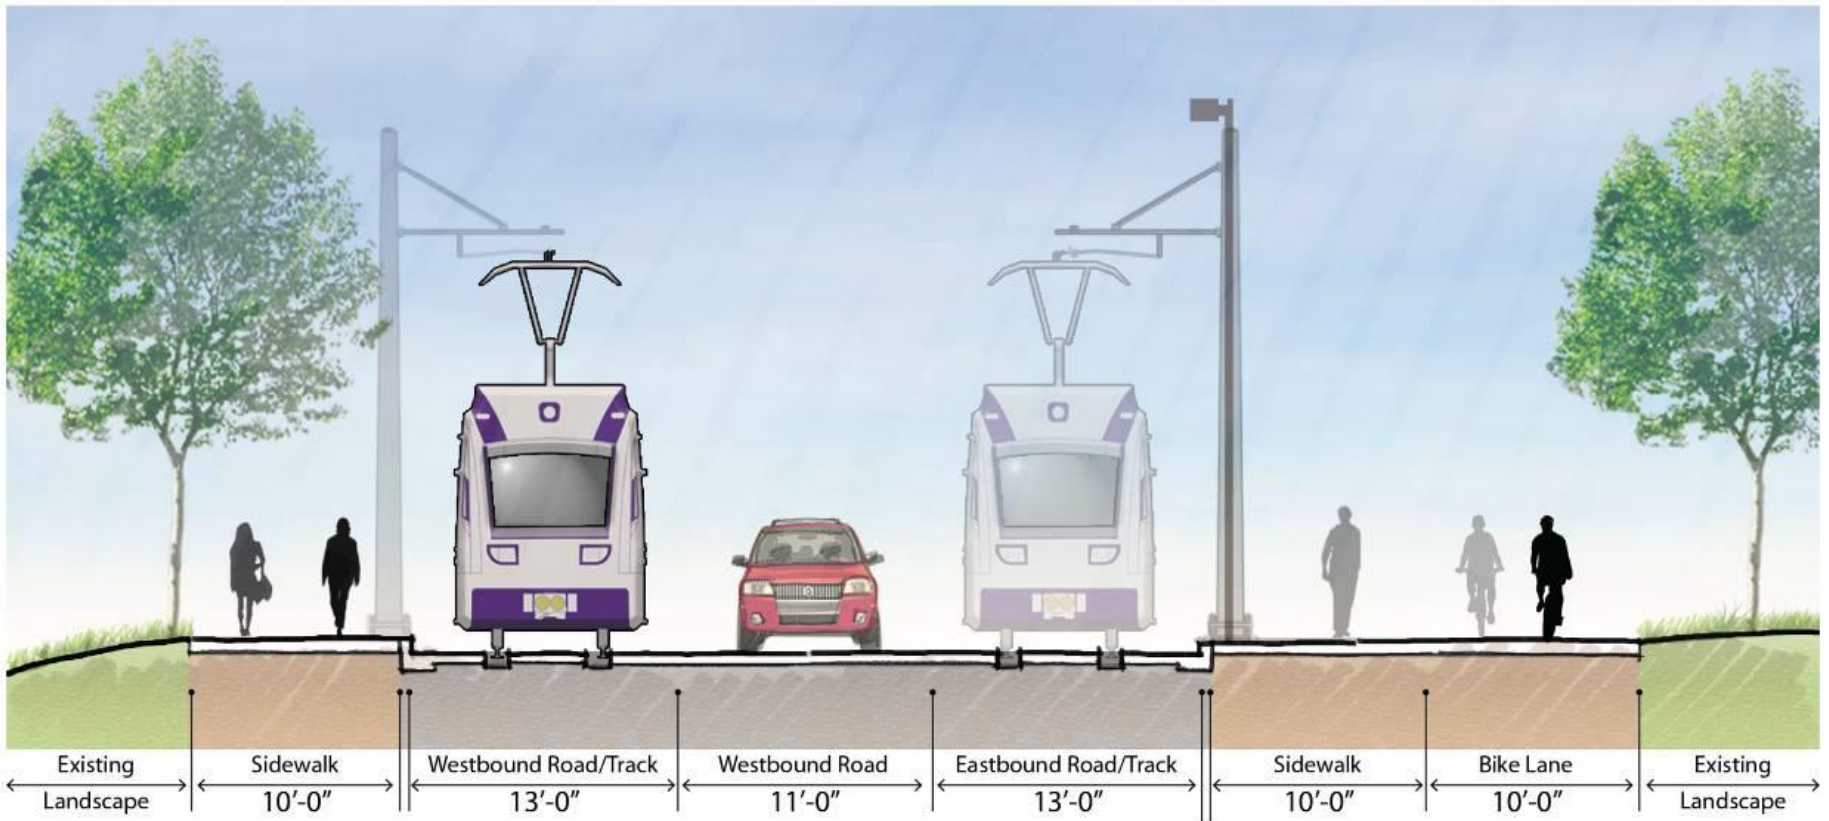 Existing
Landscape
Sidewalk
10’-0”
Westbound Road/Track
13’-0”
Westbound Road
11’-0”
Eastbound Road/Track
13’-0”
Sidewalk
10’-0”
Bike Lane
10’-0”
Existing
Landscape